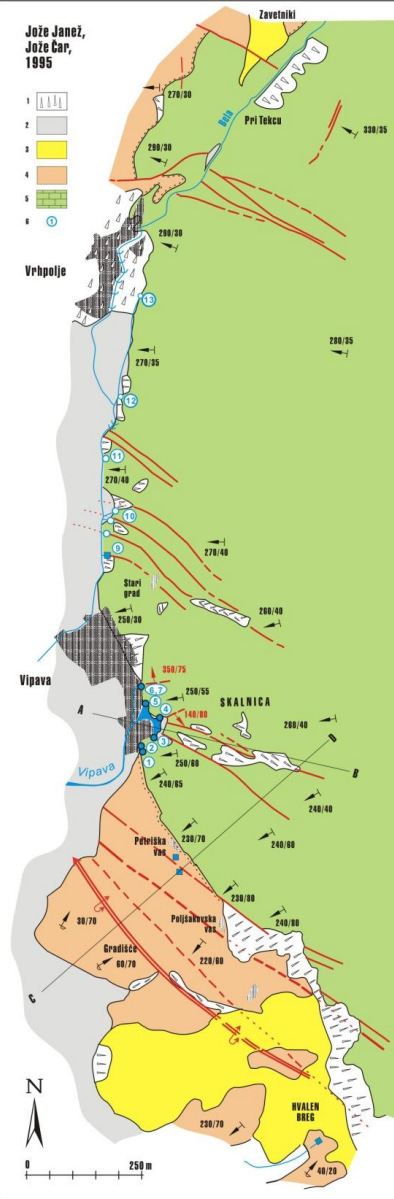 Jože Janež,
Jože Čar,
1995
Zavetniki
1
2
3
4
5
6 1
Bela
Pri Tekcu
270/30
330/35
290/30
290/30
Vrhpolje
13
280/35
270/35
12
11
270/40
10
270/40
9
Stari
grad
260/40
250/30
350/75
Vipava
6, 7
250/55
SKALNICA
A
5
4
140/80
260/40
3
2
D
1
250/60
B
Vipava
240/65
240/40
230/70
240/60
Petriška
vas
230/80
30/70
Poljšakovska
vas
240/80
Gradišče
220/60
60/70
C
N
HVALEN
BREG
230/70
0 250 m
40/20